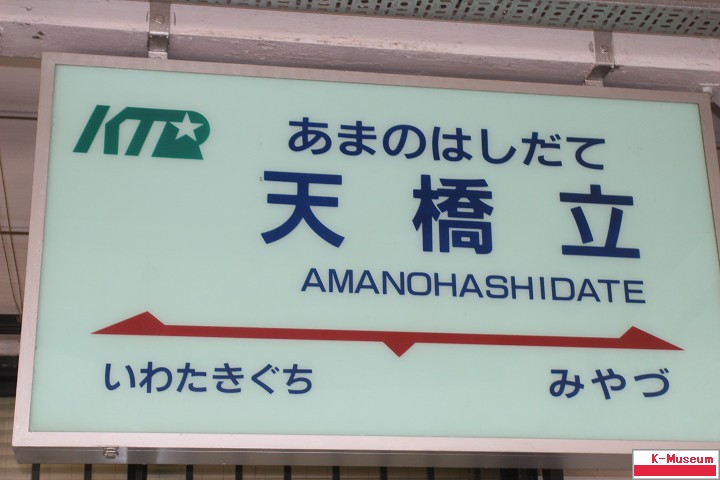 KTR
あまのはしだて
天橋立
AMANOHASHIDATE
いわたきぐち みやづ
K-Museum